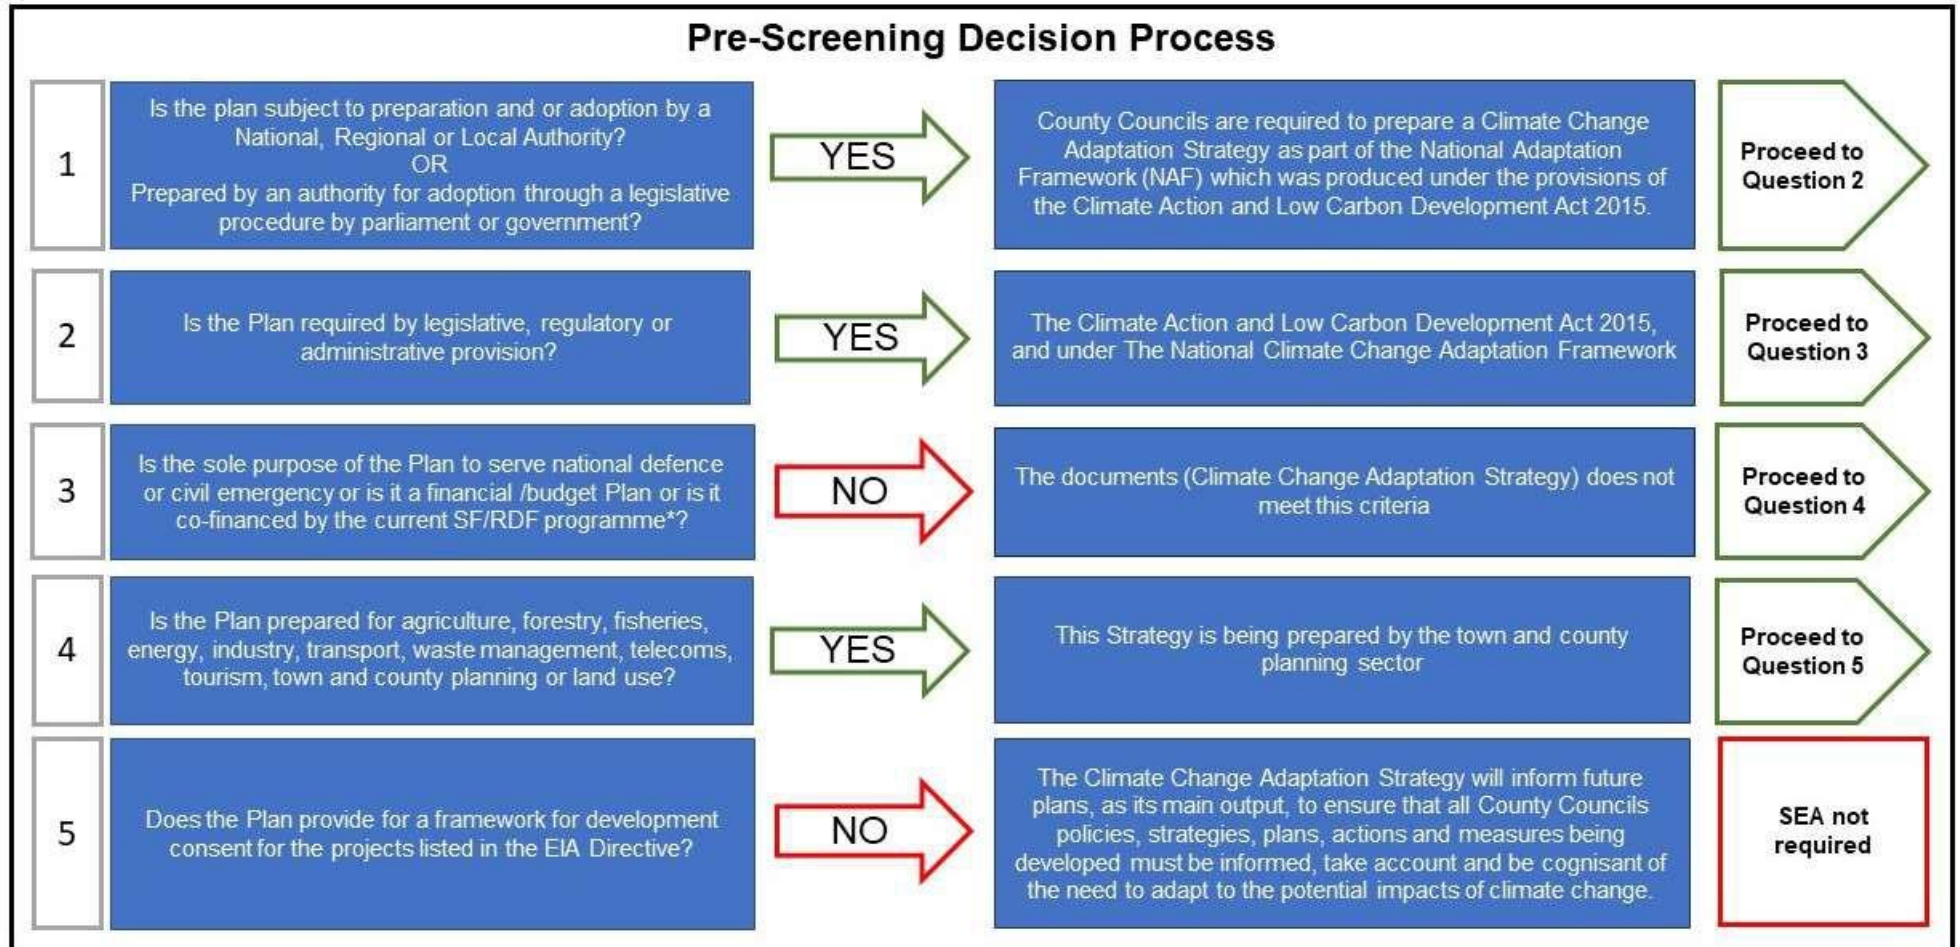 Pre-Screening Decision Process
1
Is the plan subject to preparation and or adoption by a
National, Regional or Local Authority?
OR
Prepared by an authority for adoption through a legislative
procedure by parliament or government?
YES
County Councils are required to prepare a Climate Change
Adaptation Strategy as part of the National Adaptation
Framework (NAF) which was produced under the provisions of
the Climate Action and Low Carbon Development Act 2015.
Proceed to
Question 2
2
Is the Plan required by legislative, regulatory or
administrative provision?
YES
The Climate Action and Low Carbon Development Act 2015,
and under The National Climate Change Adaptation Framework
Proceed to
Question 3
3
Is the sole purpose of the Plan to serve national defence
or civil emergency or is it a financial /budget Plan or is it
co-financed by the current SF/RDF programme*?
NO
The documents (Climate Change Adaptation Strategy) does not
meet this criteria
Proceed to
Question 4
4
Is the Plan prepared for agriculture, forestry, fisheries,
energy, industry, transport, waste management, telecoms,
tourism, town and county planning or land use?
YES
This Strategy is being prepared by the town and county
planning sector
Proceed to
Question 5
5
Does the Plan provide for a framework for development
consent for the projects listed in the EIA Directive?
NO
The Climate Change Adaptation Strategy will inform future
plans, as its main output, to ensure that all County Councils
policies, strategies, plans, actions and measures being
developed must be informed, take account and be cognisant of
the need to adapt to the potential impacts of climate change.
SEA not
required